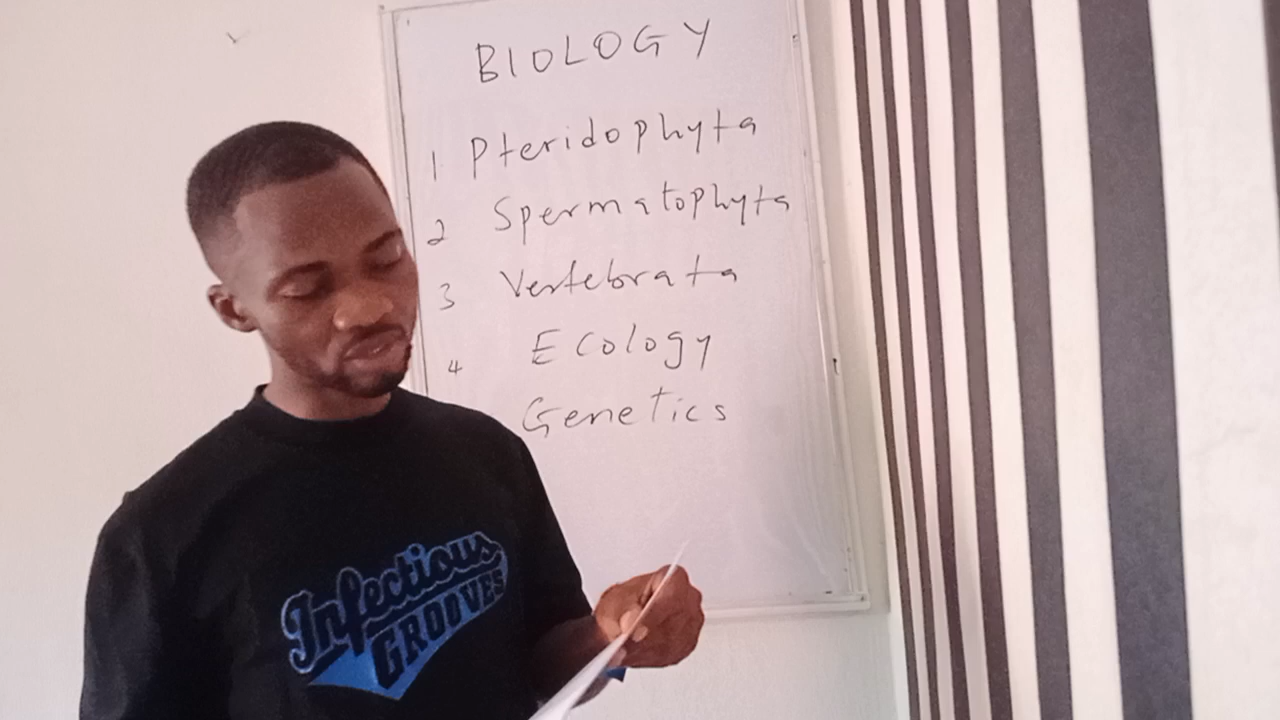 BIOLOGY
1 Pteridophyta
2 Spermatophyta
3 Vertebrata
4 Ecology
Genetics
Infectious
GROOVES